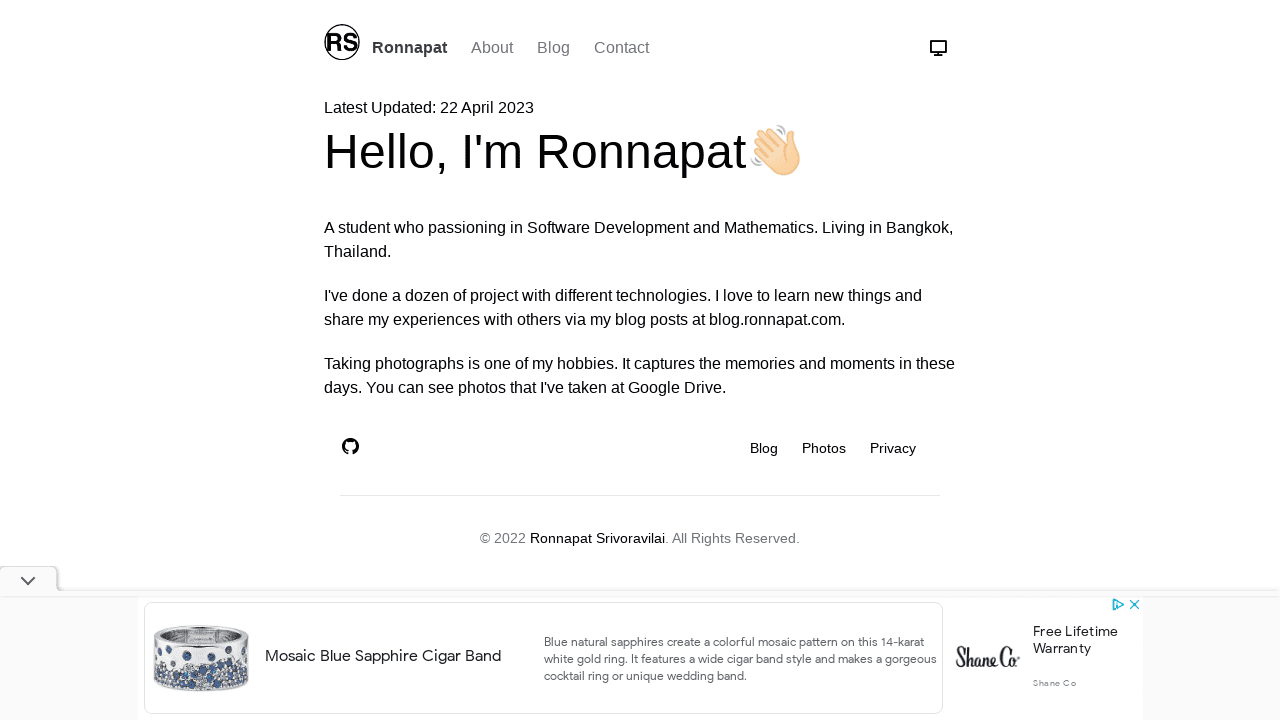 RS
Ronnapat About Blog Contact
Latest Updated: 22 April 2023
Hello, I'm Ronnapat👋🏻
A student who passioning in Software Development and Mathematics. Living in Bangkok,
Thailand.
I've done a dozen of project with different technologies. I love to learn new things and
share my experiences with others via my blog posts at blog.ronnapat.com.
Taking photographs is one of my hobbies. It captures the memories and moments in these
days. You can see photos that I've taken at Google Drive.
Blog Photos Privacy
© 2022 Ronnapat Srivoravilai. All Rights Reserved.
Mosaic Blue Sapphire Cigar Band
Blue natural sapphires create a colorful mosaic pattern on this 14-karat
white gold ring. It features a wide cigar band style and makes a gorgeous
cocktail ring or unique wedding band.
Shane Co.
Free Lifetime
Warranty
Shane Co